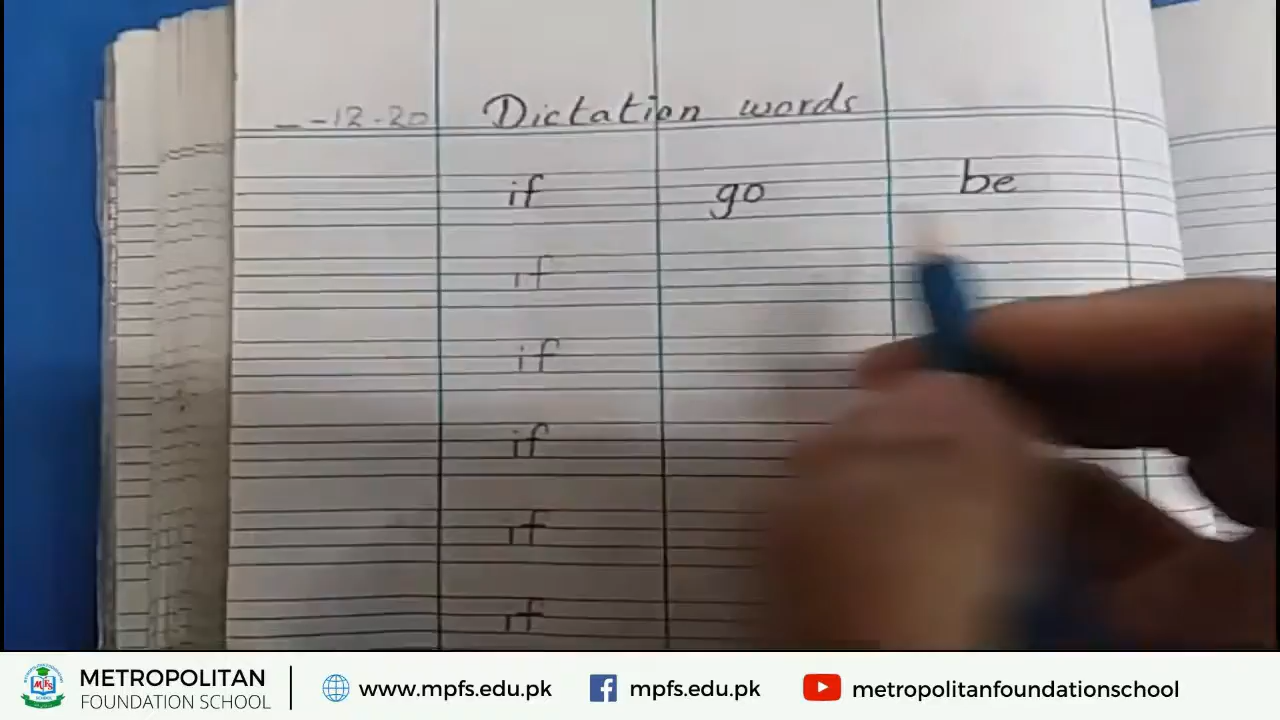 _ -12-20 Dictation words
if go be
if
if
if
if
if
METROPOLITAN
FOUNDATION SCHOOL
www.mpfs.edu.pk mpfs.edu.pk metropolitanfoundationschool